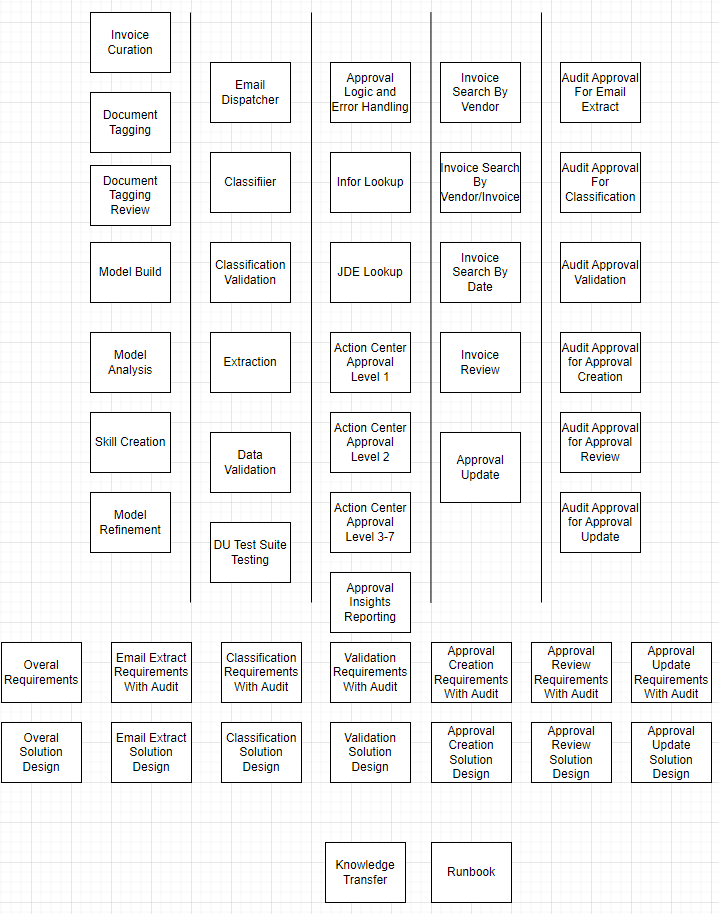 Invoice
Curation
Document
Tagging
Document
Tagging
Review
Model Build
Model
Analysis
Skill Creation
Model
Refinement
Email
Dispatcher
Classifiier
Classification
Validation
Extraction
Data
Validation
DU Test Suite
Testing
Approval
Logic and
Error Handling
Infor Lookup
JDE Lookup
Action Center
Approval
Level 1
Action Center
Approval
Level 2
Action Center
Approval
Level 3-7
Approval
Insights
Reporting
Invoice
Search By
Vendor
Invoice Search
By
Vendor/Invoice
Invoice
Search By
Date
Invoice
Review
Approval
Update
Audit Approval
For Email
Extract
Audit Approval
For
Classification
Audit Approval
Validation
Audit Approval
for Approval
Creation
Audit Approval
for Approval
Review
Audit Approval
for Approval
Update
Overal
Requirements
Email Extract
Requirements
With Audit
Classification
Requirements
With Audit
Validation
Requirements
With Audit
Approval
Creation
Requirements
With Audit
Approval
Review
Requirements
With Audit
Approval
Update
Requirements
With Audit
Overal
Solution
Design
Email Extract
Solution
Design
Classification
Solution
Design
Validation
Solution
Design
Approval
Creation
Solution
Design
Approval
Review
Solution
Design
Approval
Update
Solution
Design
Knowledge
Transfer
Runbook